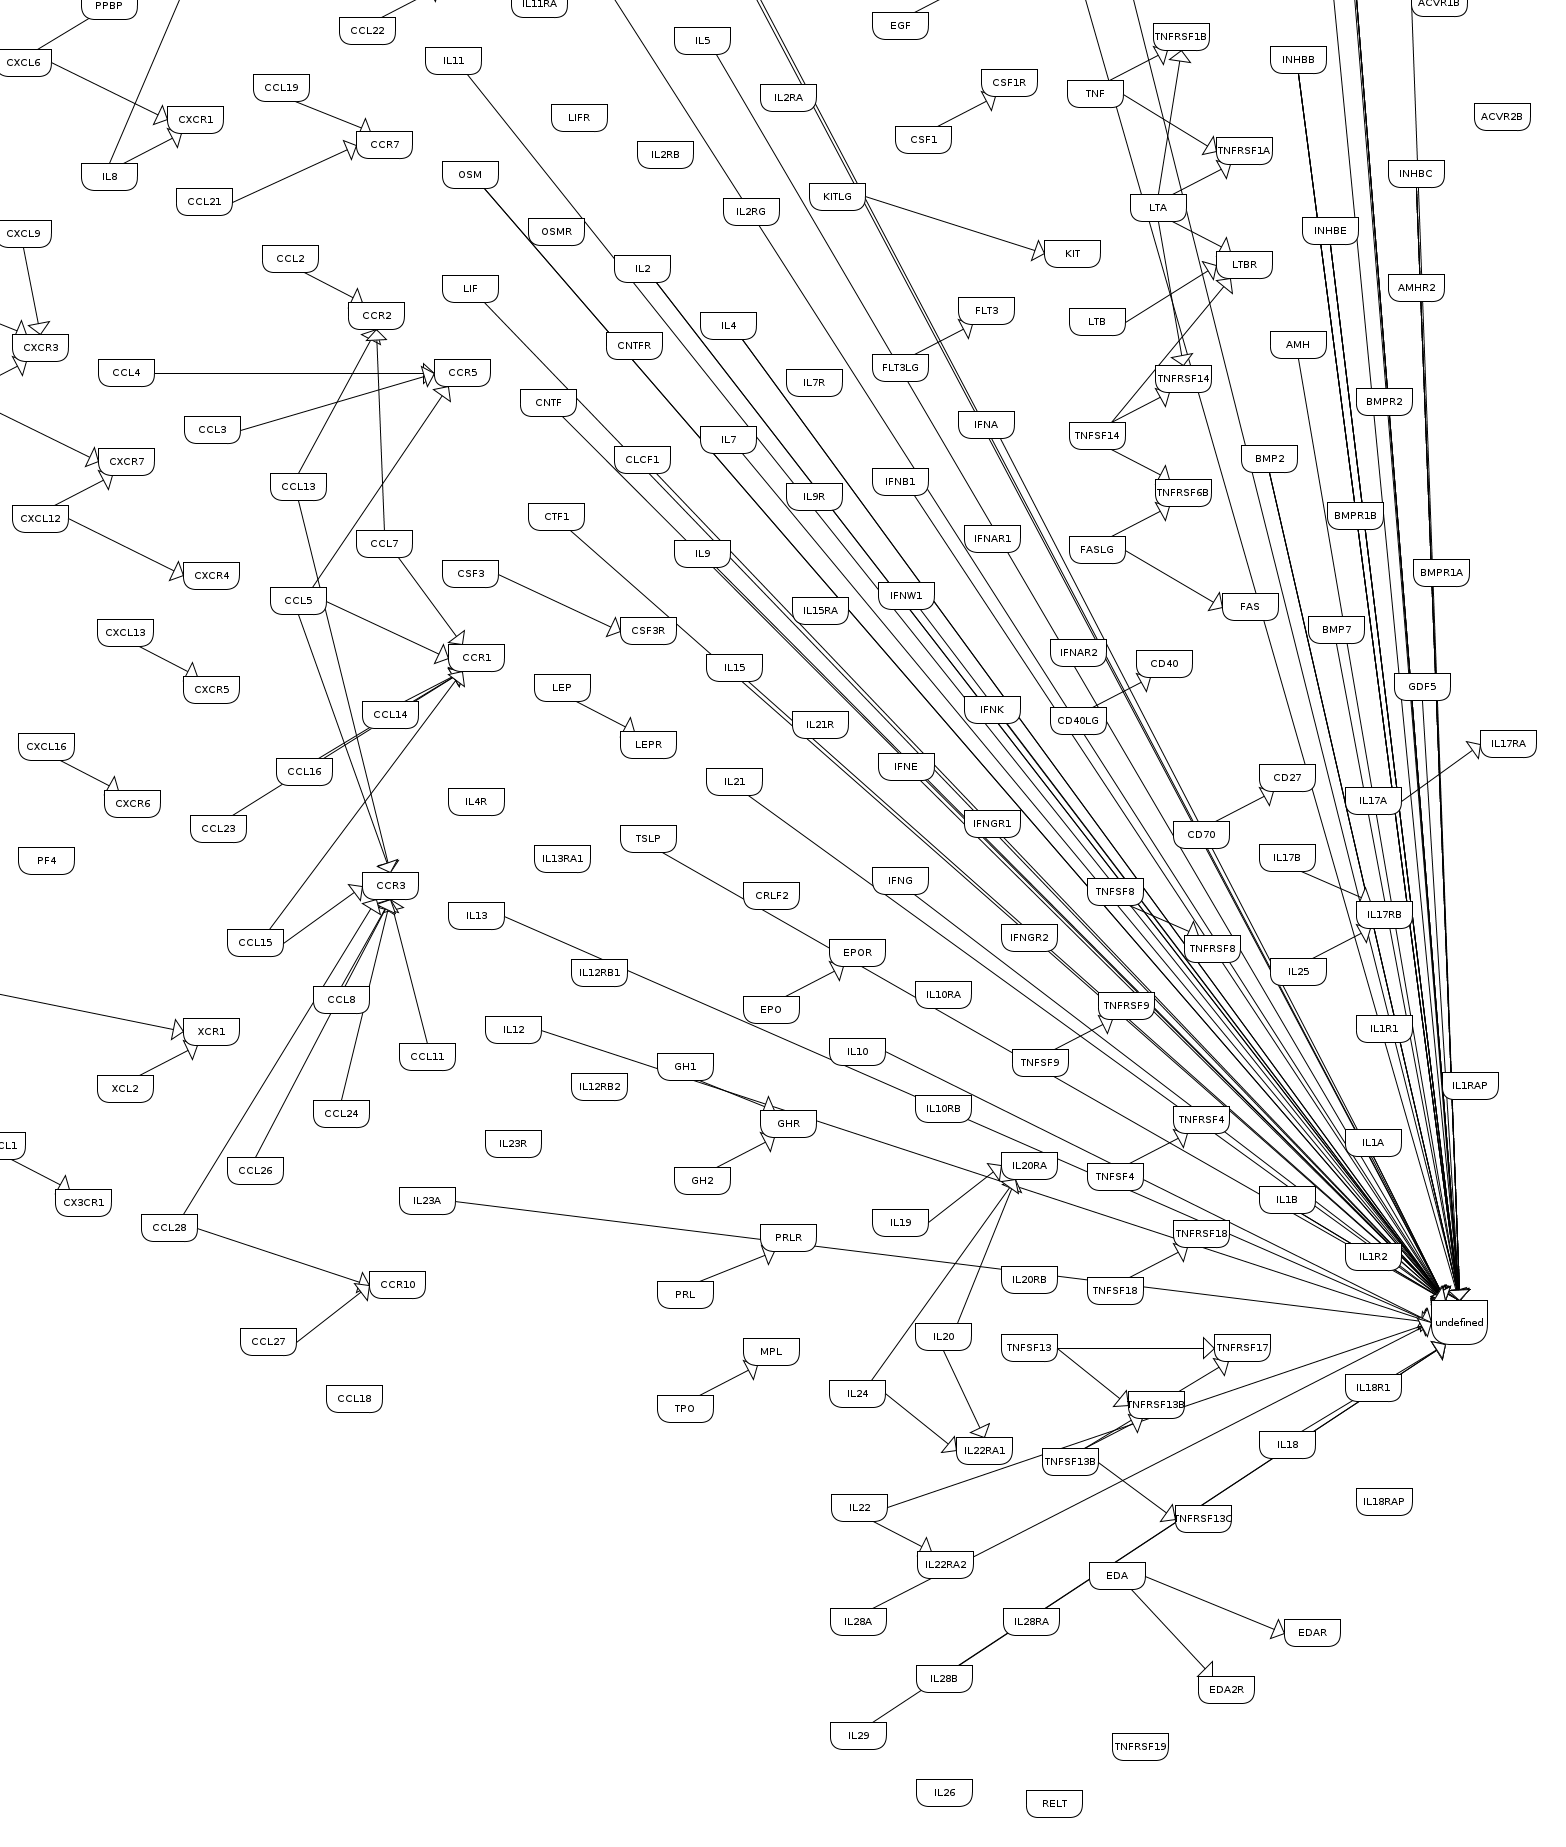 PPBP
IL11RA
ACVR1B
CCL22
EGF
TNFRSF1B
IL5
CXCL6
IL11
INHBB
CSF1R
CCL19
IL2RA
TNF
CXCR1
LIFR
ACVR2B
CSF1
CCR7
TNFRSF1A
IL2RB
IL8
OSM
INHBC
CCL21
KITLG
IL2RG
LTA
CXCL9
OSMR
INHBE
KIT
CCL2
IL2
LTBR
LIF
AMHR2
CCR2
FLT3
IL4
LTB
CXCR3
CNTFR
AMH
CCL4
CCR5
FLT3LG
IL7R
TNFRSF14
CNTF
BMPR2
CCL3
IFNA
TNFSF14
IL7
CXCR7
CLCF1
BMP2
CCL13
IFNB1
IL9R
TNFRSF6B
CXCL12
CTF1
BMPR1B
CCL7
IFNAR1
IL9
FASLG
CXCR4
CSF3
BMPR1A
CCL5
IFNW1
IL15RA
FAS
CXCL13
CSF3R
BMP7
CCR1
IFNAR2
IL15
CD40
CXCR5
LEP
GDF5
CCL14
IFNK
IL21R
CD40LG
CXCL16
LEPR
IL17RA
CCL16
IFNE
IL21
CD27
CXCR6
IL4R
IL17A
CCL23
IFNGR1
TSLP
CD70
PF4
IL13RA1
IL17B
CCR3
IFNG
CRLF2
TNFSF8
IL13
IL17RB
CCL15
IFNGR2
EPOR
TNFRSF8
IL12RB1
IL25
CCL8
IL10RA
EPO
TNFRSF9
XCR1
IL12
IL1R1
CCL11
IL10
GH1
TNFSF9
XCL2
IL12RB2
IL1RAP
CCL24
IL10RB
GHR
TNFRSF4
CL1
IL23R
IL1A
CCL26
IL20RA
GH2
TNFSF4
CX3CR1
IL23A
IL1B
CCL28
IL19
PRLR
TNFRSF18
IL1R2
CCR10
IL20RB
PRL
TNFSF18
undefined
CCL27
IL20
MPL
TNFSF13
TNFRSF17
CCL18
IL24
TPO
TNFRSF13B
IL18R1
IL22RA1
TNFSF13B
IL18
IL22
TNFRSF13C
IL18RAP
IL22RA2
EDA
IL28A
IL28RA
EDAR
IL28B
EDA2R
IL29
TNFRSF19
IL26
RELT